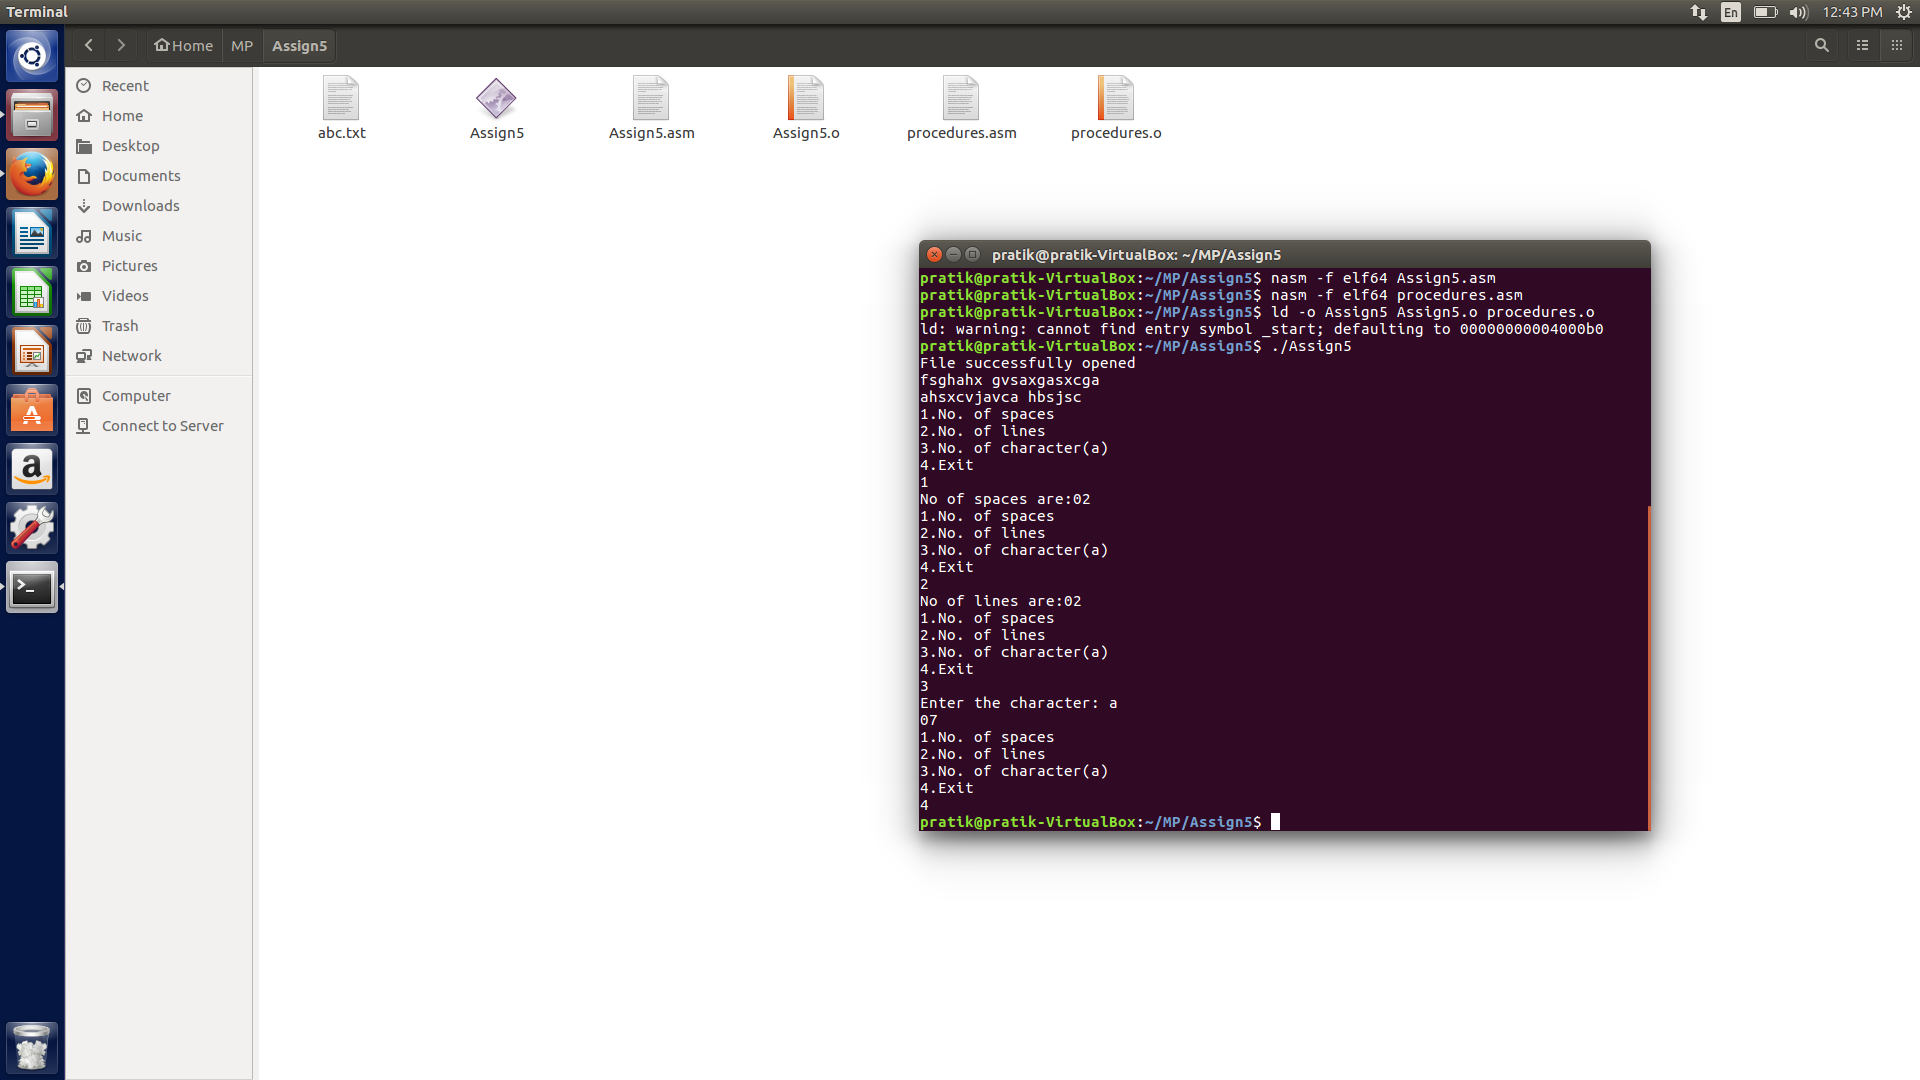 Terminal
En
12:43 PM
Home
MP
Assign5
Recent
Home
Desktop
Documents
Downloads
Music
Pictures
Videos
Trash
Network
Computer
Connect to Server
abc.txt
Assign5
Assign5.asm
Assign5.o
procedures.asm
procedures.o
pratik@pratik-VirtualBox: ~/MP/Assign5
pratik@pratik-VirtualBox:~/MP/Assign5$ nasm -f elf64 Assign5.asm
pratik@pratik-VirtualBox:~/MP/Assign5$ nasm -f elf64 procedures.asm
pratik@pratik-VirtualBox:~/MP/Assign5$ ld -o Assign5 Assign5.o procedures.o
ld: warning: cannot find entry symbol _start; defaulting to 00000000004000b0
pratik@pratik-VirtualBox:~/MP/Assign5$ ./Assign5
File successfully opened
fsghahx gvsaxgasxcga
ahsxcvjavca hbsjsc
1.No. of spaces
2.No. of lines
3.No. of character(a)
4.Exit
1
No of spaces are:02
1.No. of spaces
2.No. of lines
3.No. of character(a)
4.Exit
2
No of lines are:02
1.No. of spaces
2.No. of lines
3.No. of character(a)
4.Exit
3
Enter the character: a
07
1.No. of spaces
2.No. of lines
3.No. of character(a)
4.Exit
4
pratik@pratik-VirtualBox:~/MP/Assign5$